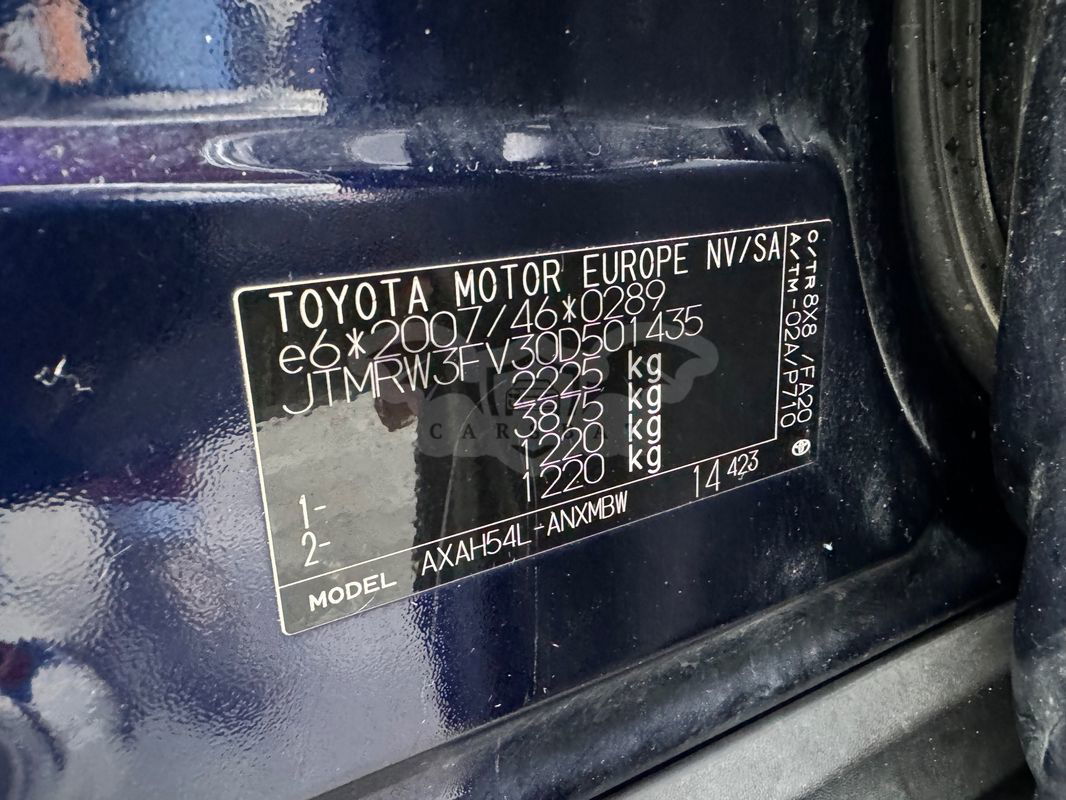 TOYOTA MOTOR EUROPE NV/SA
e6*2007/46*0289
JTMRW3FV30D501435
2225 kg
3875 kg
1- 1220 kg
2- 1220 kg
MODEL AXAH54L-ANXMBW 14 423
C/TR 8X8 /FA20
A/TM-02A/P710